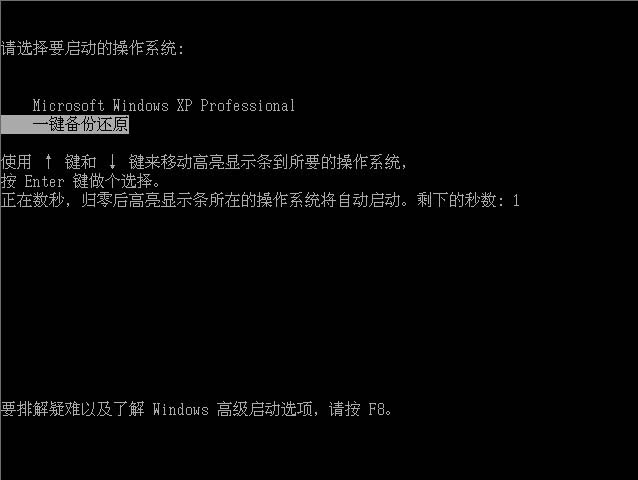 请选择要启动的操作系统:
Microsoft Windows XP Professional
一键备份还原
使用 ↑ 键和 ↓ 键来移动高亮显示条到所要的操作系统,
按 Enter 键做个选择。
正在数秒, 归零后高亮显示条所在的操作系统将自动启动。剩下的秒数: 1
要排解疑难以及了解 Windows 高级启动选项, 请按 F8。